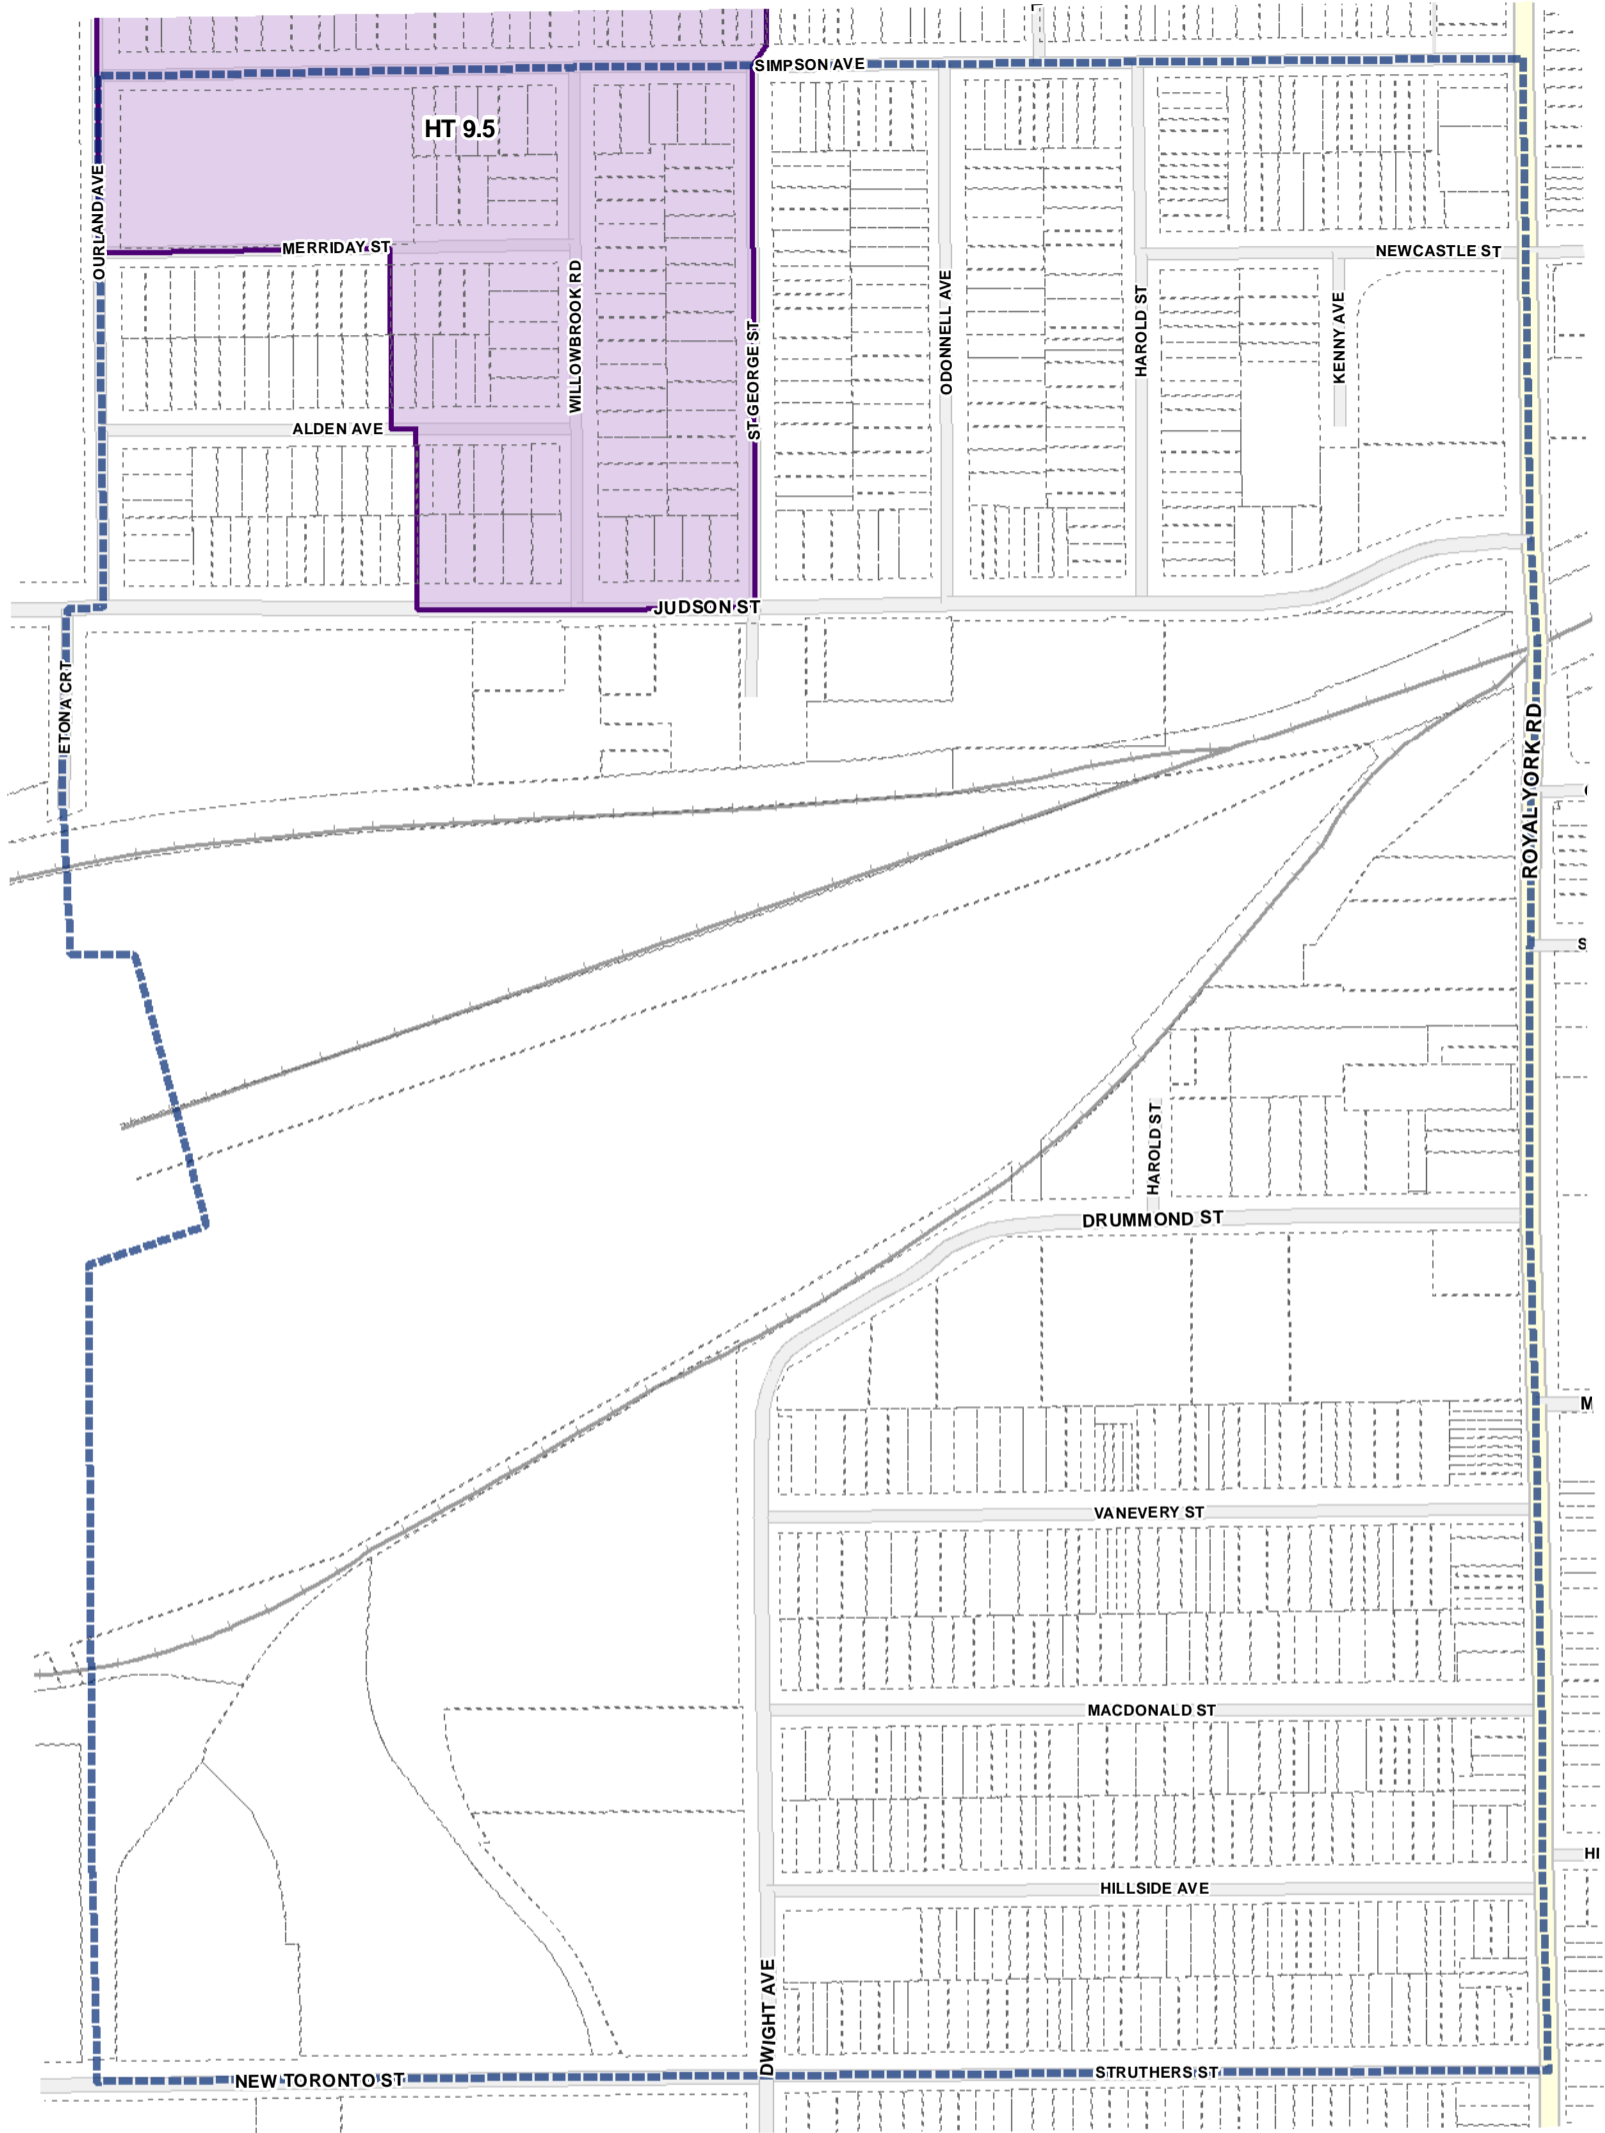 SIMPSON AVE
HT 9.5
OURLAND AVE
MERRIDAY ST
NEWCASTLE ST
WILLOWBROOK RD
ST GEORGE ST
ODONNELL AVE
HAROLD ST
KENNY AVE
ALDEN AVE
JUDSON ST
ETONA CRT
ROYAL YORK RD
S
HAROLD ST
DRUMMOND ST
M
VANEVERY ST
MACDONALD ST
HI
HILLSIDE AVE
DWIGHT AVE
NEW TORONTO ST
STRUTHERS ST